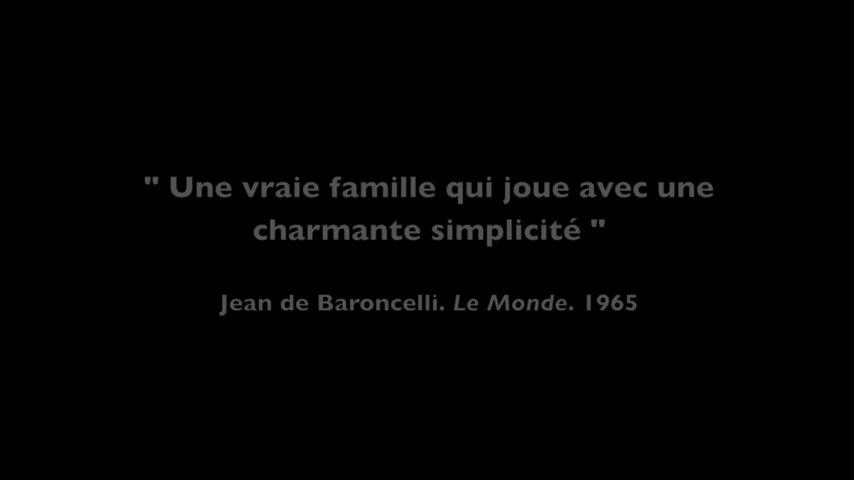 " Une vraie famille qui joue avec une
charmante simplicité "
Jean de Baroncelli. Le Monde. 1965